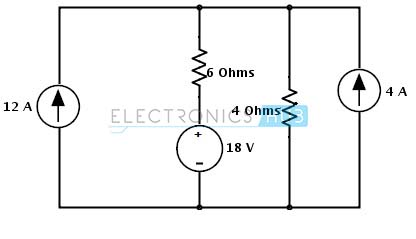 6 Ohms
12 A
4 A
4 Ohms
ELECTRONICS HUB
+
18 V
-